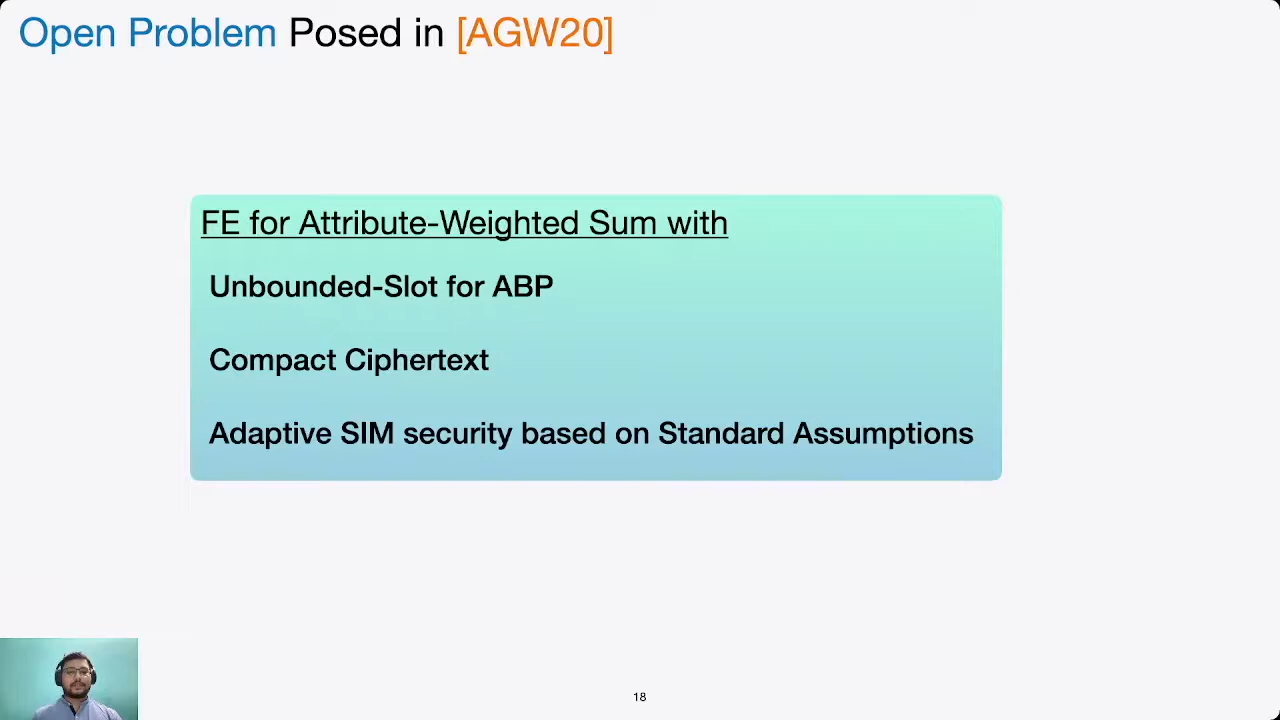 Open Problem Posed in [AGW20]
FE for Attribute-Weighted Sum with
Unbounded-Slot for ABP
Compact Ciphertext
Adaptive SIM security based on Standard Assumptions
18